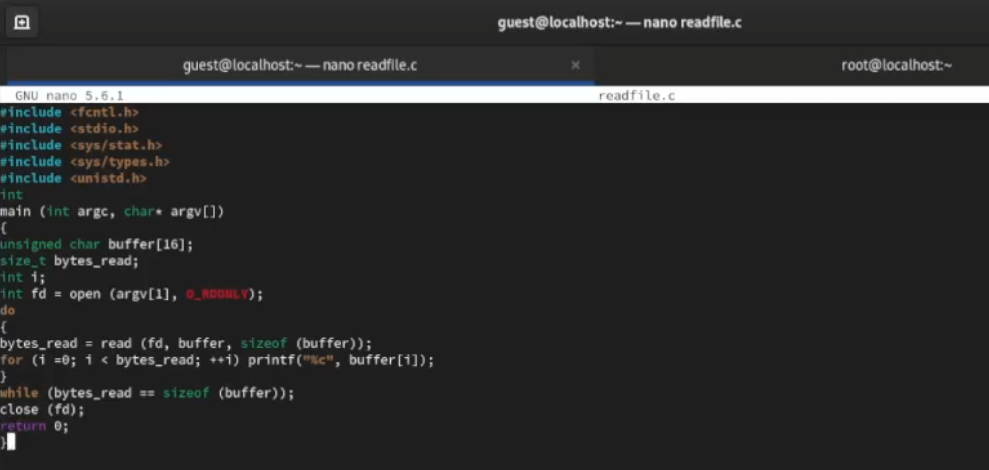 guest@localhost:~ — nano readfile.c
guest@localhost:~ — nano readfile.c × root@localhost:~
GNU nano 5.6.1 readfile.c
#include <fcntl.h>
#include <stdio.h>
#include <sys/stat.h>
#include <sys/types.h>
#include <unistd.h>
int
main (int argc, char* argv[])
{
unsigned char buffer[16];
size_t bytes_read;
int i;
int fd = open (argv[1], O_RDONLY);
do
{
bytes_read = read (fd, buffer, sizeof (buffer));
for (i =0; i < bytes_read; ++i) printf("%c", buffer[i]);
}
while (bytes_read == sizeof (buffer));
close (fd);
return 0;
}